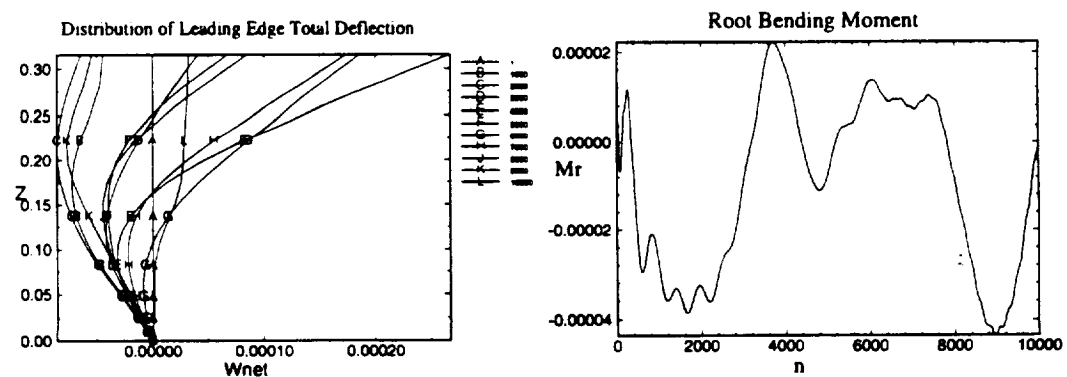 Distribution of Leading Edge Total Deflection
0.30
0.25
0.20
Z
0.15
0.10
0.05
0.00
0.00000 0.00010 0.00020
Wnet
A
B
C
D
G
J
K
L
Root Bending Moment
0.00002
0.00000
Mr
-0.00002
-0.00004
0 2000 4000 6000 8000 10000
n